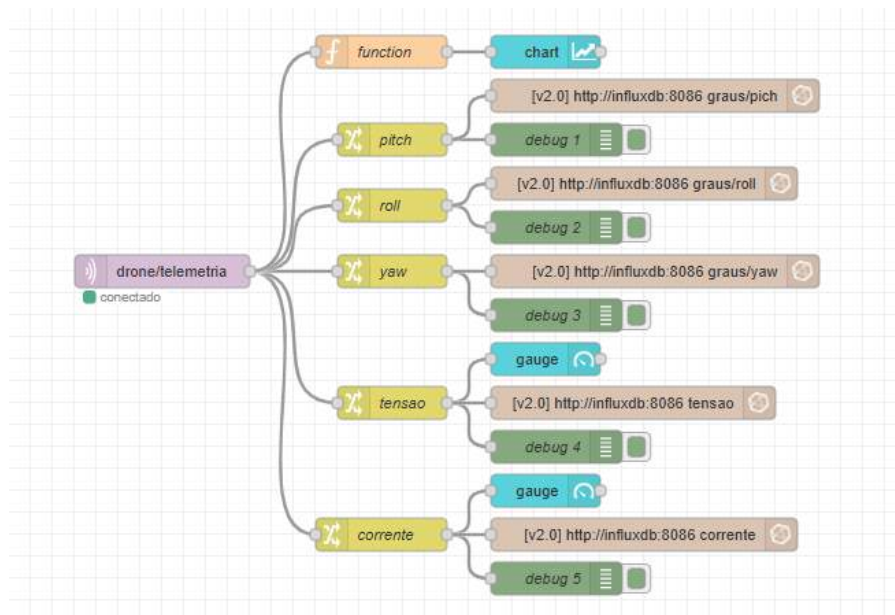 function
chart
[v2.0] http://influxdb:8086 graus/pich
pitch
debug 1
[v2.0] http://influxdb:8086 graus/roll
roll
debug 2
drone/telemetria
conectado
yaw
[v2.0] http://influxdb:8086 graus/yaw
debug 3
gauge
tensao
[v2.0] http://influxdb:8086 tensao
debug 4
gauge
corrente
[v2.0] http://influxdb:8086 corrente
debug 5